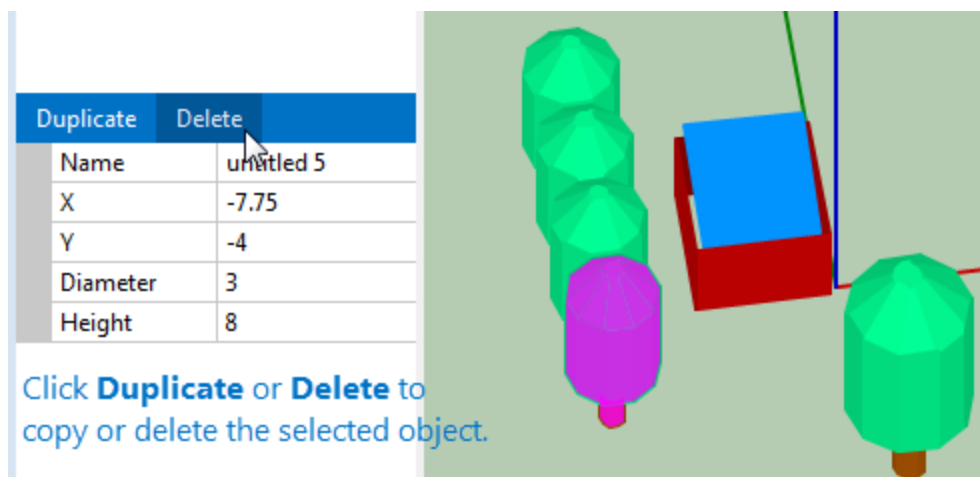 Duplicate Delete
Name untitled 5
X -7.75
Y -4
Diameter 3
Height 8
Click Duplicate or Delete to
copy or delete the selected object.